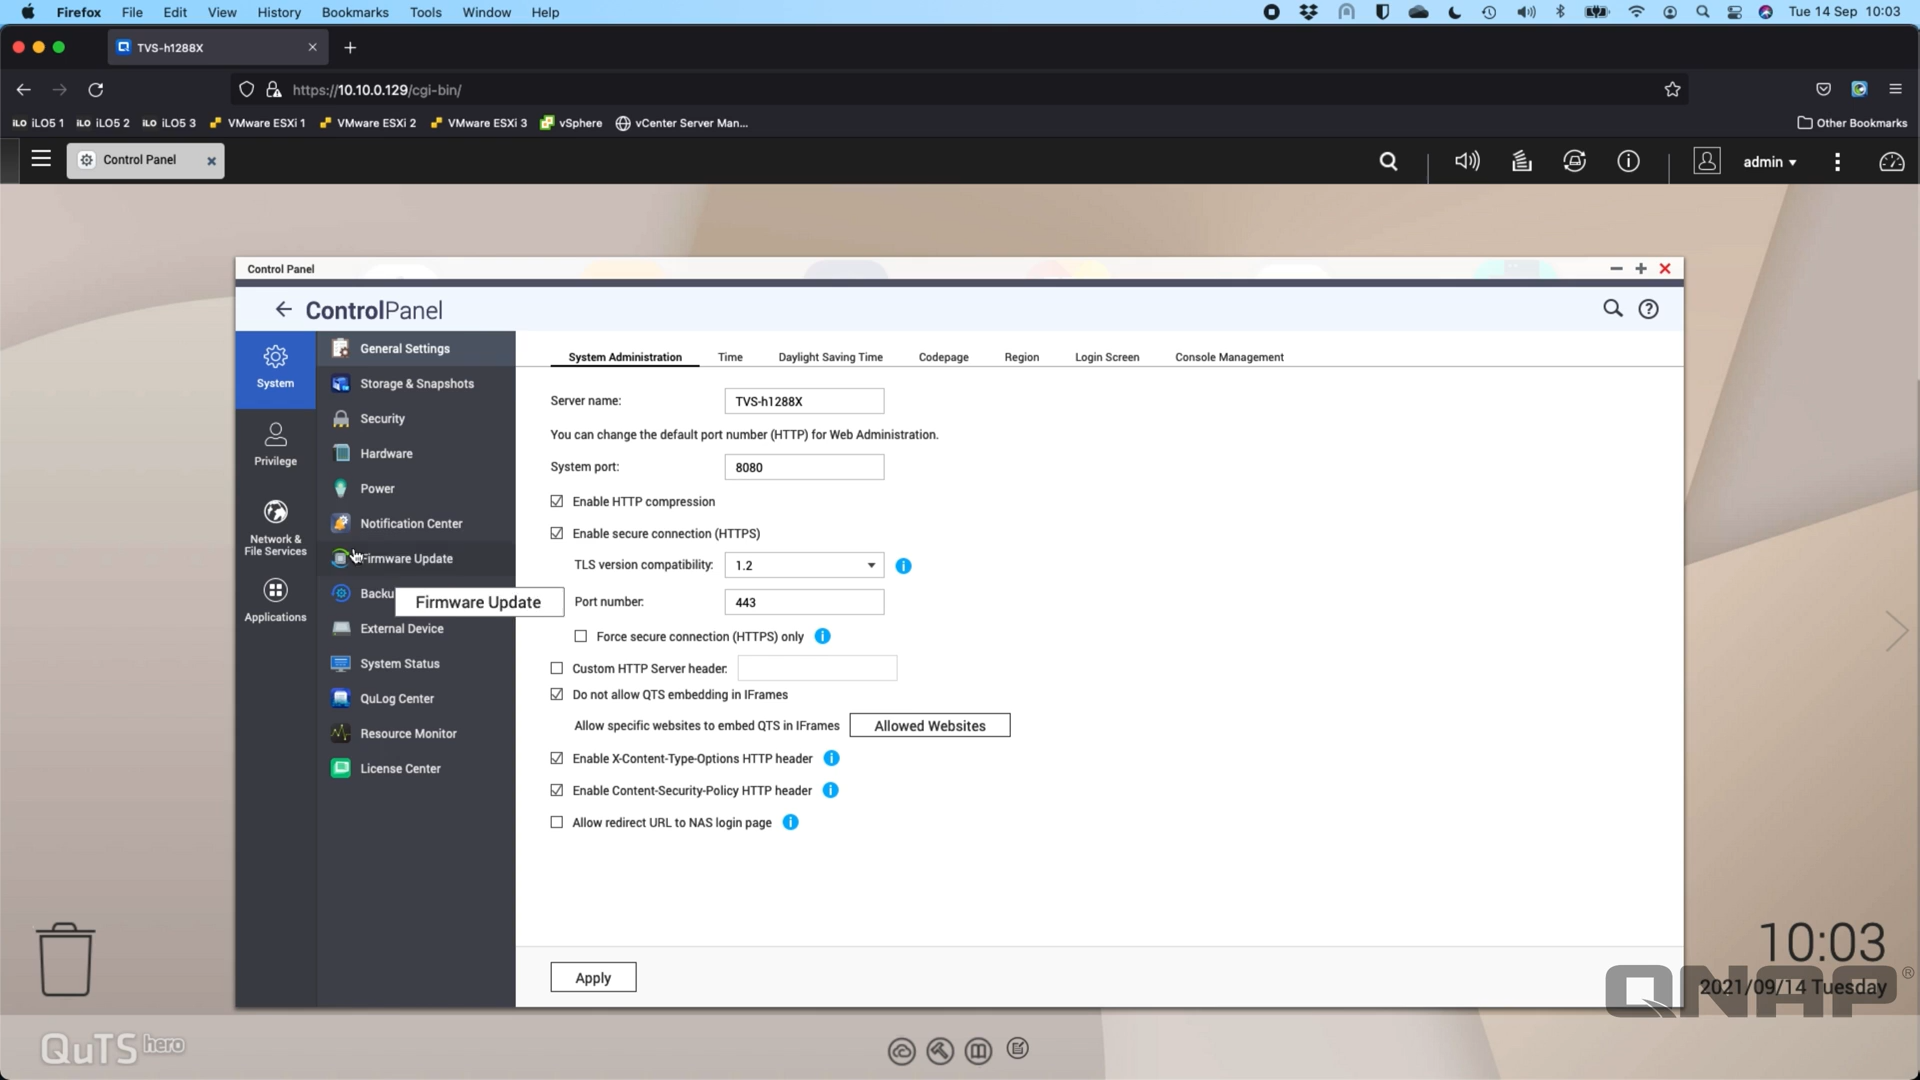 Firefox File Edit View History Bookmarks Tools Window Help Tue 14 Sep 10:03
TVS-h1288X
https://10.10.0.129/cgi-bin/
iLO iLO5 1 iLO iLO5 2 iLO iLO5 3 VMware ESXi 1 VMware ESXi 2 VMware ESXi 3 vSphere vCenter Server Man... Other Bookmarks
Control Panel admin
Control Panel
ControlPanel
System
Privilege
Network &
File Services
Applications
General Settings
Storage & Snapshots
Security
Hardware
Power
Notification Center
Firmware Update
Backu
Firmware Update
External Device
System Status
QuLog Center
Resource Monitor
License Center
System Administration Time Daylight Saving Time Codepage Region Login Screen Console Management
Server name: TVS-h1288X
You can change the default port number (HTTP) for Web Administration.
System port: 8080
Enable HTTP compression
Enable secure connection (HTTPS)
TLS version compatibility: 1.2
Port number: 443
Force secure connection (HTTPS) only
Custom HTTP Server header:
Do not allow QTS embedding in IFrames
Allow specific websites to embed QTS in IFrames Allowed Websites
Enable X-Content-Type-Options HTTP header
Enable Content-Security-Policy HTTP header
Allow redirect URL to NAS login page
Apply
10:03
2021/09/14 Tuesday
QNAP®
QuTS hero